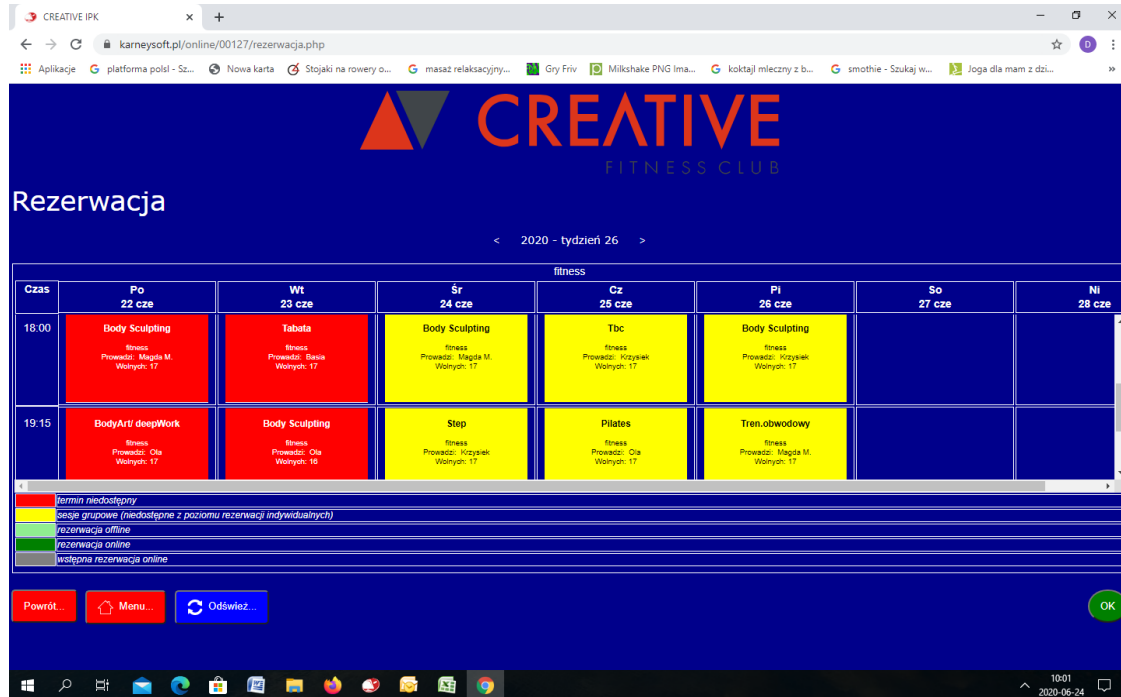 CREATIVE IPK
karneysoft.pl/online/00127/rezerwacja.php
Aplikacje
platforma polsl - Sz...
Nowa karta
Stojaki na rowery o...
masaż relaksacyjny...
Gry Friv
Milkshake PNG Ima...
koktajl mleczny z b...
smothie - Szukaj w...
Joga dla mam z dzi...
»
CREATIVE
FITNESS CLUB
Rezerwacja
< 2020 - tydzień 26 >
fitness
Czas Po Wt Śr Cz Pi So Ni
22 cze 23 cze 24 cze 25 cze 26 cze 27 cze 28 cze
18:00 Body Sculpting Tabata Body Sculpting Tbc Body Sculpting
fitness fitness fitness fitness fitness
Prowadzi: Magda M. Prowadzi: Basia Prowadzi: Magda M. Prowadzi: Krzysiek Prowadzi: Krzysiek
Wolnych: 17 Wolnych: 17 Wolnych: 17 Wolnych: 17 Wolnych: 17
19:15 BodyArt/ deepWork Body Sculpting Step Pilates Tren.obwodowy
fitness fitness fitness fitness fitness
Prowadzi: Ola Prowadzi: Ola Prowadzi: Krzysiek Prowadzi: Ola Prowadzi: Magda M.
Wolnych: 17 Wolnych: 16 Wolnych: 17 Wolnych: 17 Wolnych: 17
termin niedostępny
sesje grupowe (niedostępne z poziomu rezerwacji indywidualnych)
rezerwacja offline
rezerwacja online
wstępna rezerwacja online
Powrót... Menu... Odśwież... OK
10:01
2020-06-24